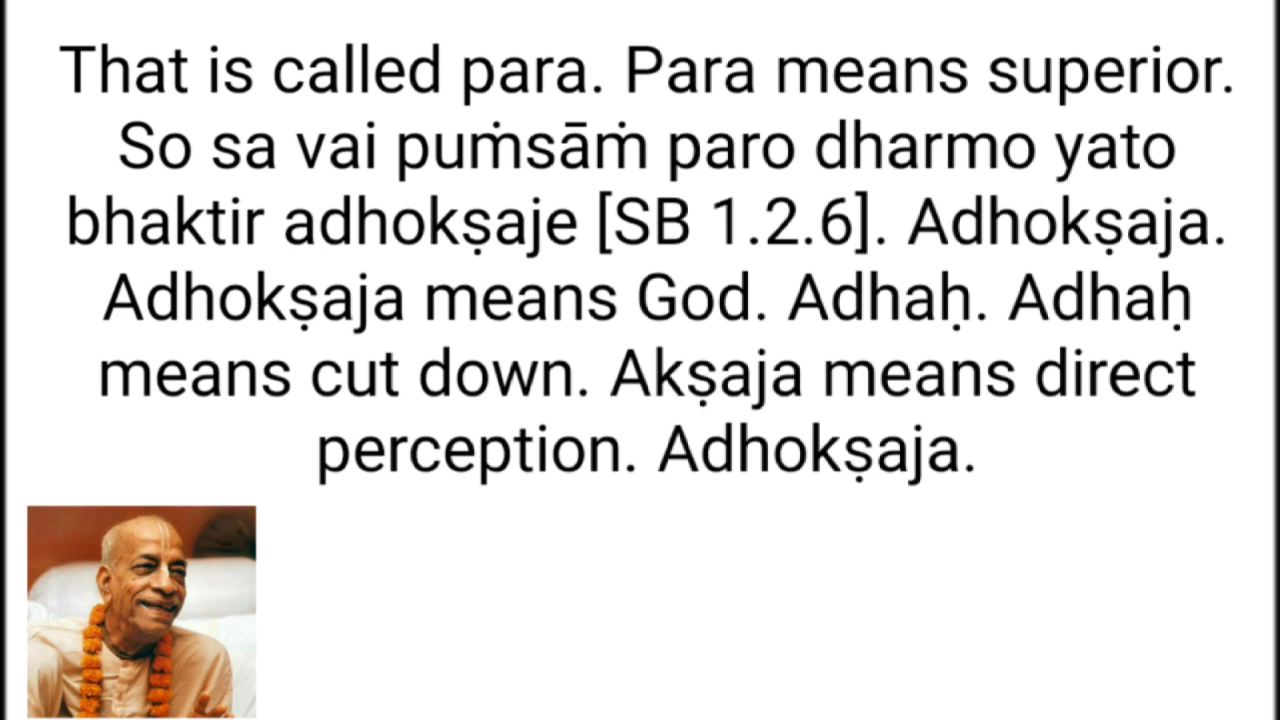 That is called para. Para means superior.
So sa vai puṁsāṁ paro dharmo yato
bhaktir adhokṣaje [SB 1.2.6]. Adhokṣaja.
Adhokṣaja means God. Adhaḥ. Adhaḥ
means cut down. Akṣaja means direct
perception. Adhokṣaja.